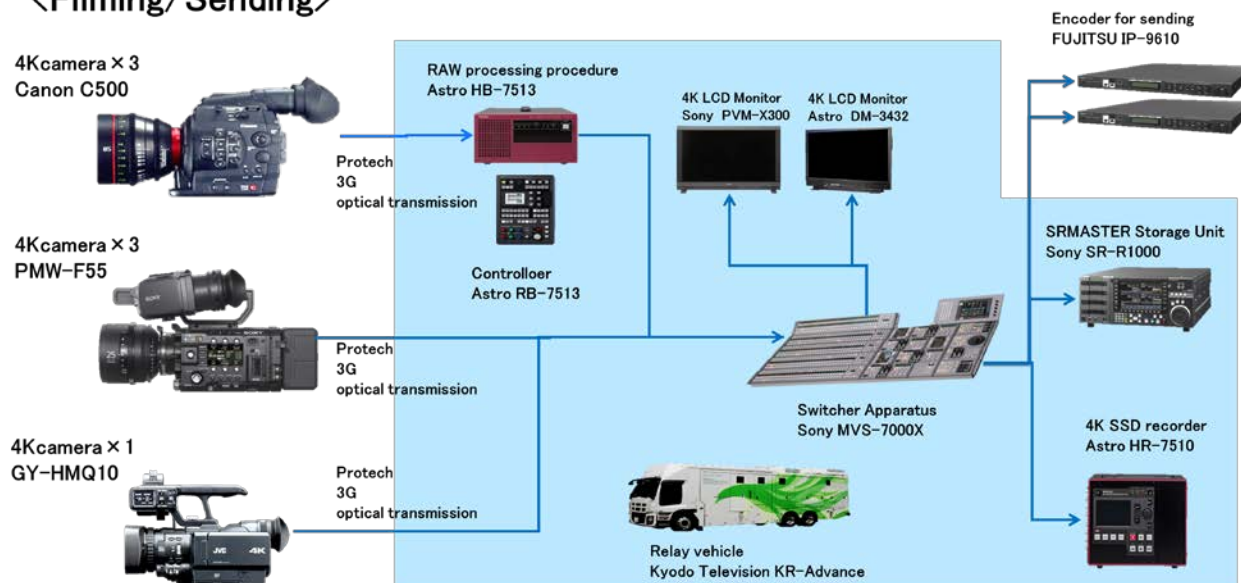 <Filming/Sending>
4Kcamera×3
Canon C500
Protech
3G
optical transmission
RAW processing procedure
Astro HB-7513
Controlloer
Astro RB-7513
4K LCD Monitor
Sony PVM-X300
4K LCD Monitor
Astro DM-3432
Encoder for sending
FUJITSU IP-9610
4Kcamera×3
PMW-F55
SONY
Protech
3G
optical transmission
SRMASTER Storage Unit
Sony SR-R1000
Switcher Apparatus
Sony MVS-7000X
4Kcamera×1
GY-HMQ10
JVC 4K
Protech
3G
optical transmission
4K SSD recorder
Astro HR-7510
Relay vehicle
Kyodo Television KR-Advance